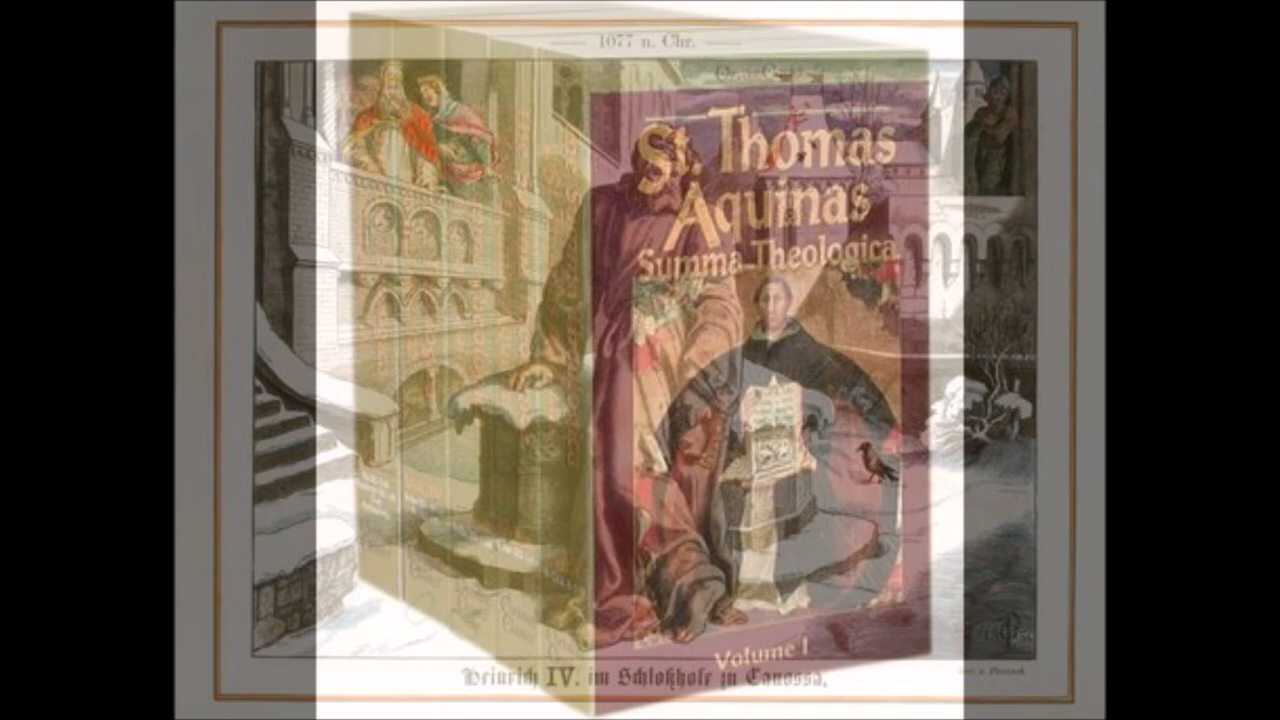 1077 n. Chr.
St. Thomas
Aquinas
Summa Theologica
Volume I
Heinrich IV. im Schloßhofe zu Canossa.